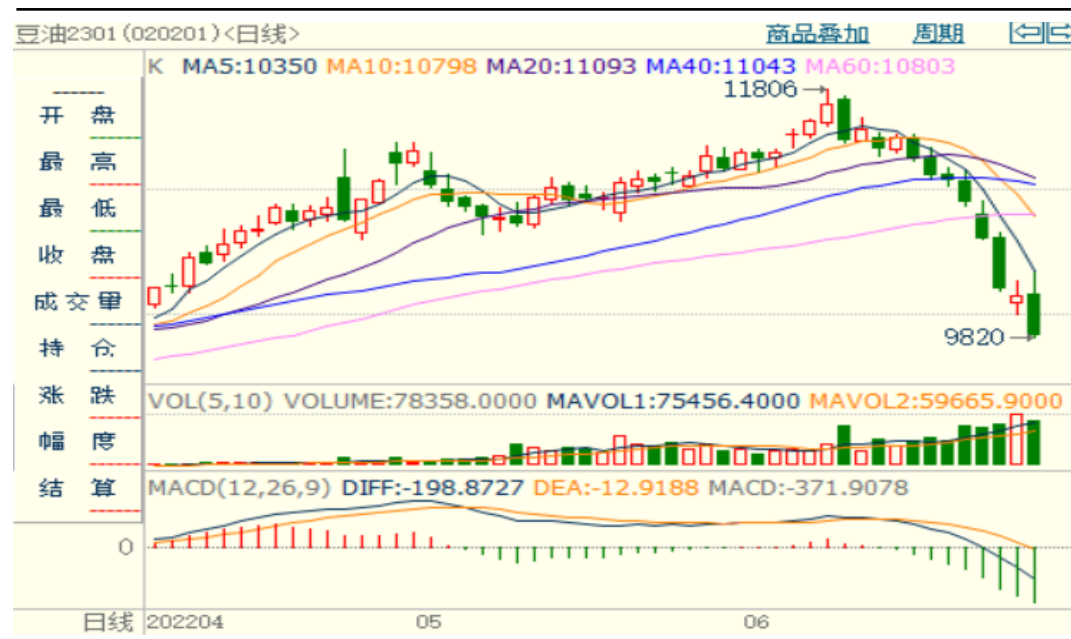 豆油2301(020201)<日线> 商品叠加 周期
K MA5:10350 MA10:10798 MA20:11093 MA40:11043 MA60:10803
11806
开 盘
最 高
最 低
收 盘
成交量
持 仓
涨 跌
幅 度
结 算
9820
VOL(5,10) VOLUME:78358.0000 MAVOL1:75456.4000 MAVOL2:59665.9000
MACD(12,26,9) DIFF:-198.8727 DEA:-12.9188 MACD:-371.9078
0
日线 202204 05 06